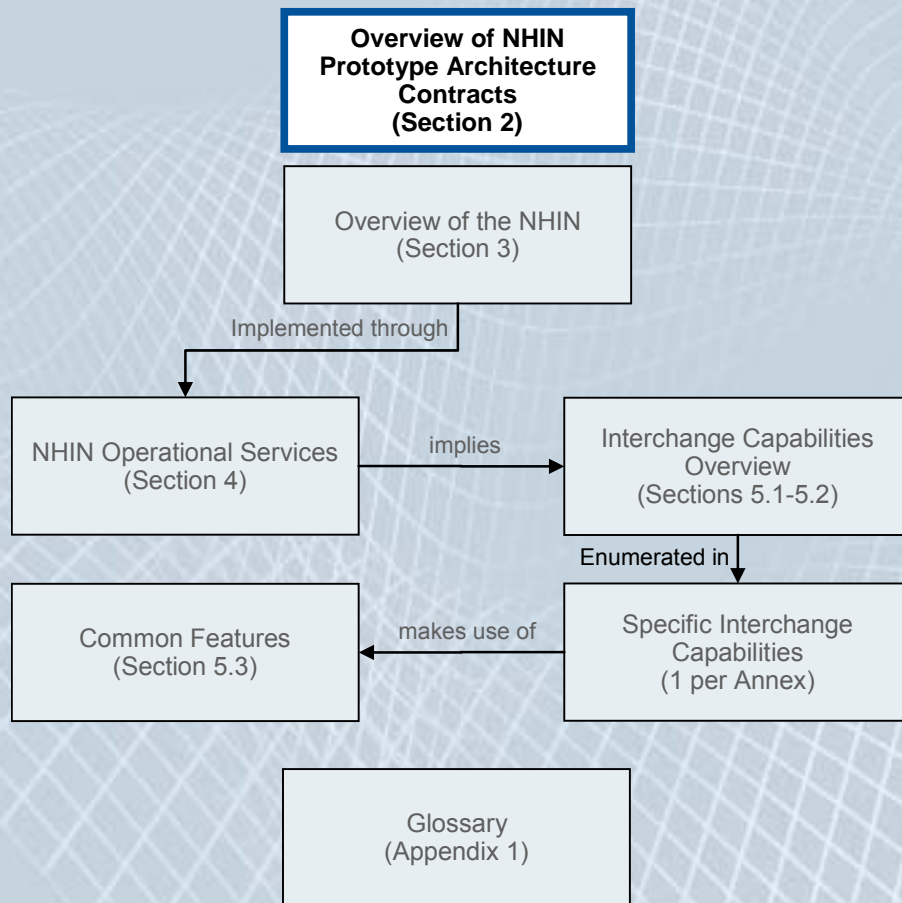 Overview of NHIN
Prototype Architecture
Contracts
(Section 2)
Overview of the NHIN
(Section 3)
Implemented through
NHIN Operational Services
(Section 4)
implies
Interchange Capabilities
Overview
(Sections 5.1-5.2)
Enumerated in
Common Features
(Section 5.3)
makes use of
Specific Interchange
Capabilities
(1 per Annex)
Glossary
(Appendix 1)